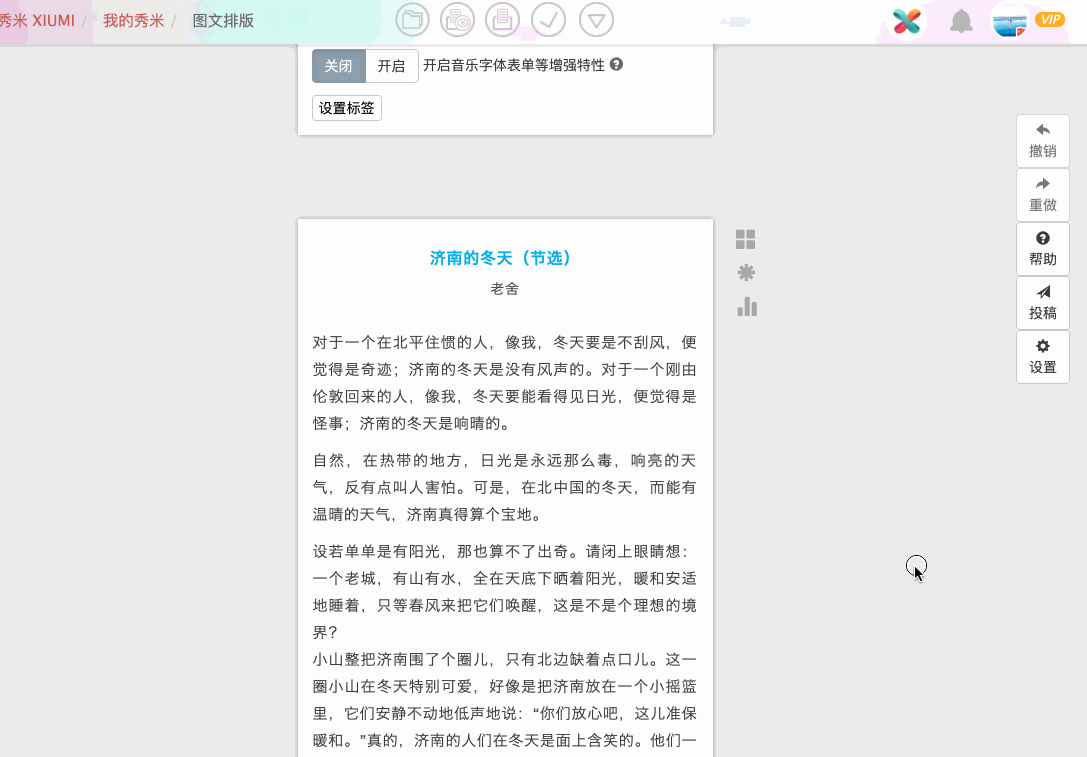 秀米 XIUMI / 我的秀米 / 图文排版
VIP
关闭 开启 开启音乐字体表单等增强特性
设置标签
撤销
重做
帮助
投稿
设置
济南的冬天（节选）
老舍
对于一个在北平住惯的人，像我，冬天要是不刮风，便
觉得是奇迹；济南的冬天是没有风声的。对于一个刚由
伦敦回来的人，像我，冬天要能看得见日光，便觉得是
怪事；济南的冬天是响晴的。
自然，在热带的地方，日光是永远那么毒，响亮的天
气，反有点叫人害怕。可是，在北中国的冬天，而能有
温晴的天气，济南真得算个宝地。
设若单单是有阳光，那也算不了出奇。请闭上眼睛想：
一个老城，有山有水，全在天底下晒着阳光，暖和安适
地睡着，只等春风来把它们唤醒，这是不是个理想的境
界？
小山整把济南围了个圈儿，只有北边缺着点口儿。这一
圈小山在冬天特别可爱，好像是把济南放在一个小摇篮
里，它们安静不动地低声地说：“你们放心吧，这儿准保
暖和。”真的，济南的人们在冬天是面上含笑的。他们一